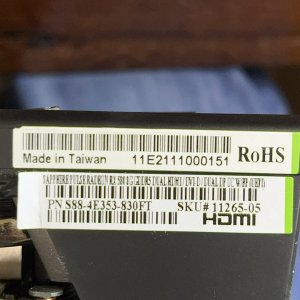 Made in Taiwan 11E2111000151 RoHS
SAPPHIRE PULSE RADEON RX 580 8G GDDR5 DUAL HDMI / DVI-D / DUAL DP OC W/BP (UEFI)
PN S88-4E353-830FT SKU# 11265-05
HDMI